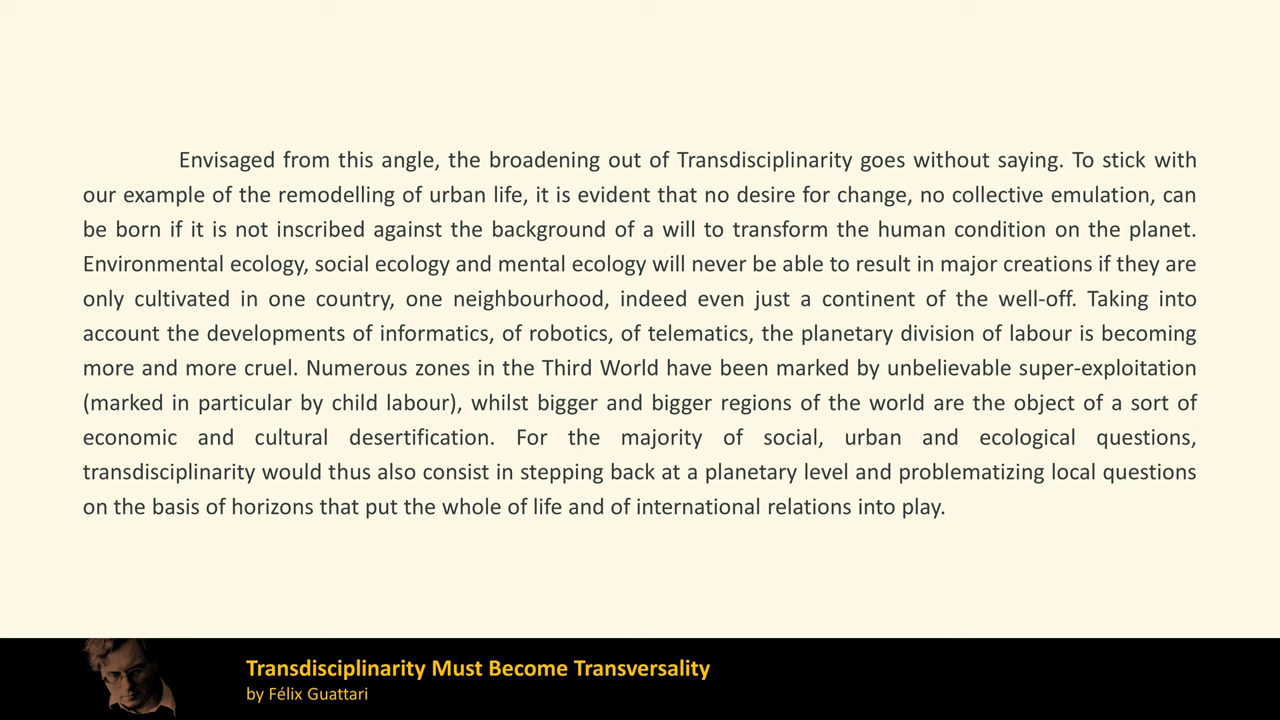 Envisaged from this angle, the broadening out of Transdisciplinarity goes without saying. To stick with
our example of the remodelling of urban life, it is evident that no desire for change, no collective emulation, can
be born if it is not inscribed against the background of a will to transform the human condition on the planet.
Environmental ecology, social ecology and mental ecology will never be able to result in major creations if they are
only cultivated in one country, one neighbourhood, indeed even just a continent of the well-off. Taking into
account the developments of informatics, of robotics, of telematics, the planetary division of labour is becoming
more and more cruel. Numerous zones in the Third World have been marked by unbelievable super-exploitation
(marked in particular by child labour), whilst bigger and bigger regions of the world are the object of a sort of
economic and cultural desertification. For the majority of social, urban and ecological questions,
transdisciplinarity would thus also consist in stepping back at a planetary level and problematizing local questions
on the basis of horizons that put the whole of life and of international relations into play.
Transdisciplinarity Must Become Transversality
by Félix Guattari